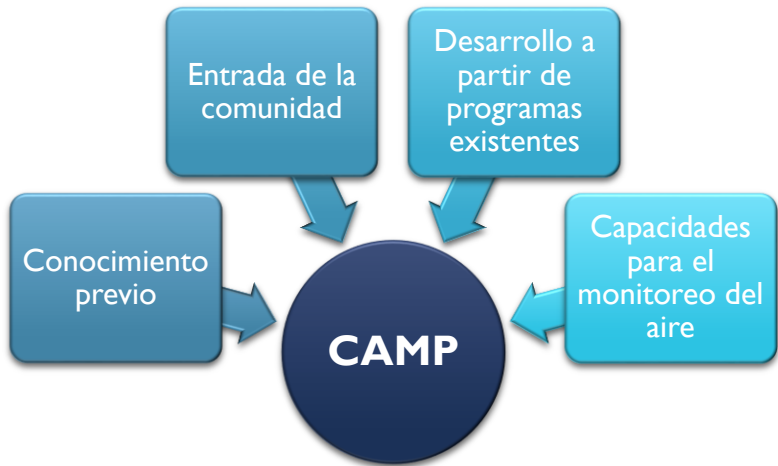 Conocimiento
previo
Entrada de la
comunidad
Desarrollo a
partir de
programas
existentes
Capacidades
para el
monitoreo del
aire
CAMP